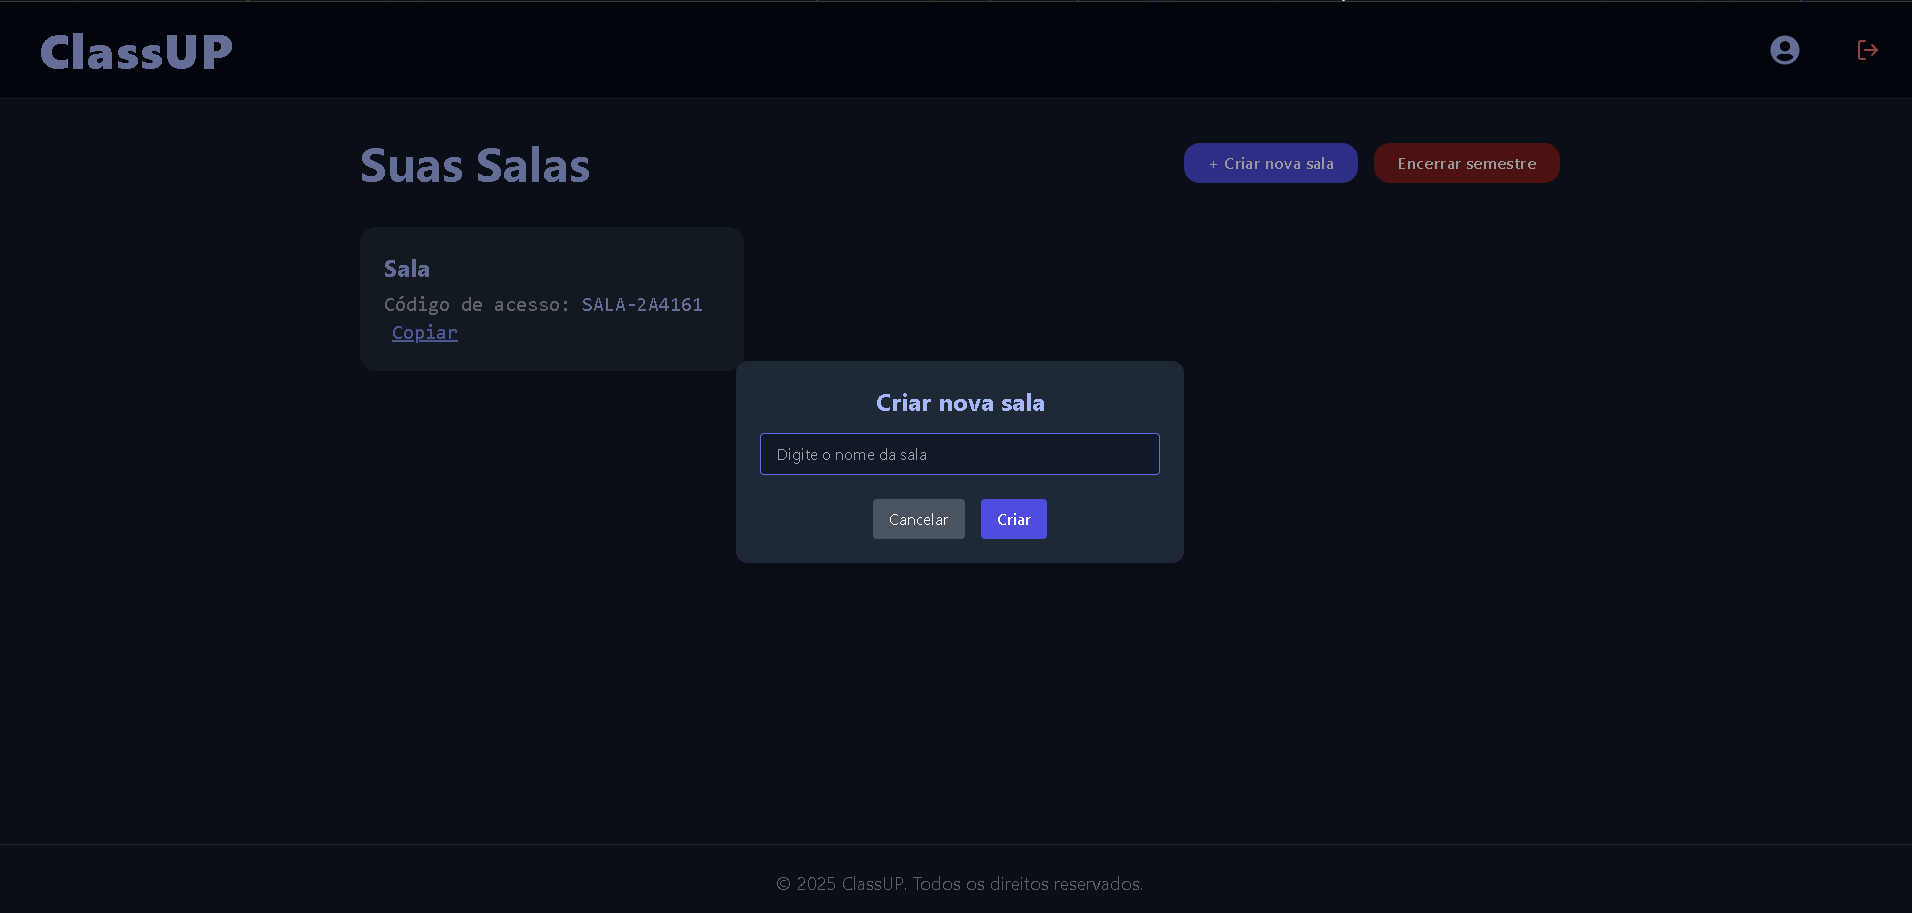 ClassUP
Suas Salas
+ Criar nova sala
Encerrar semestre
Sala
Código de acesso: SALA-2A4161
Copiar
Criar nova sala
Digite o nome da sala
Cancelar
Criar
© 2025 ClassUP. Todos os direitos reservados.